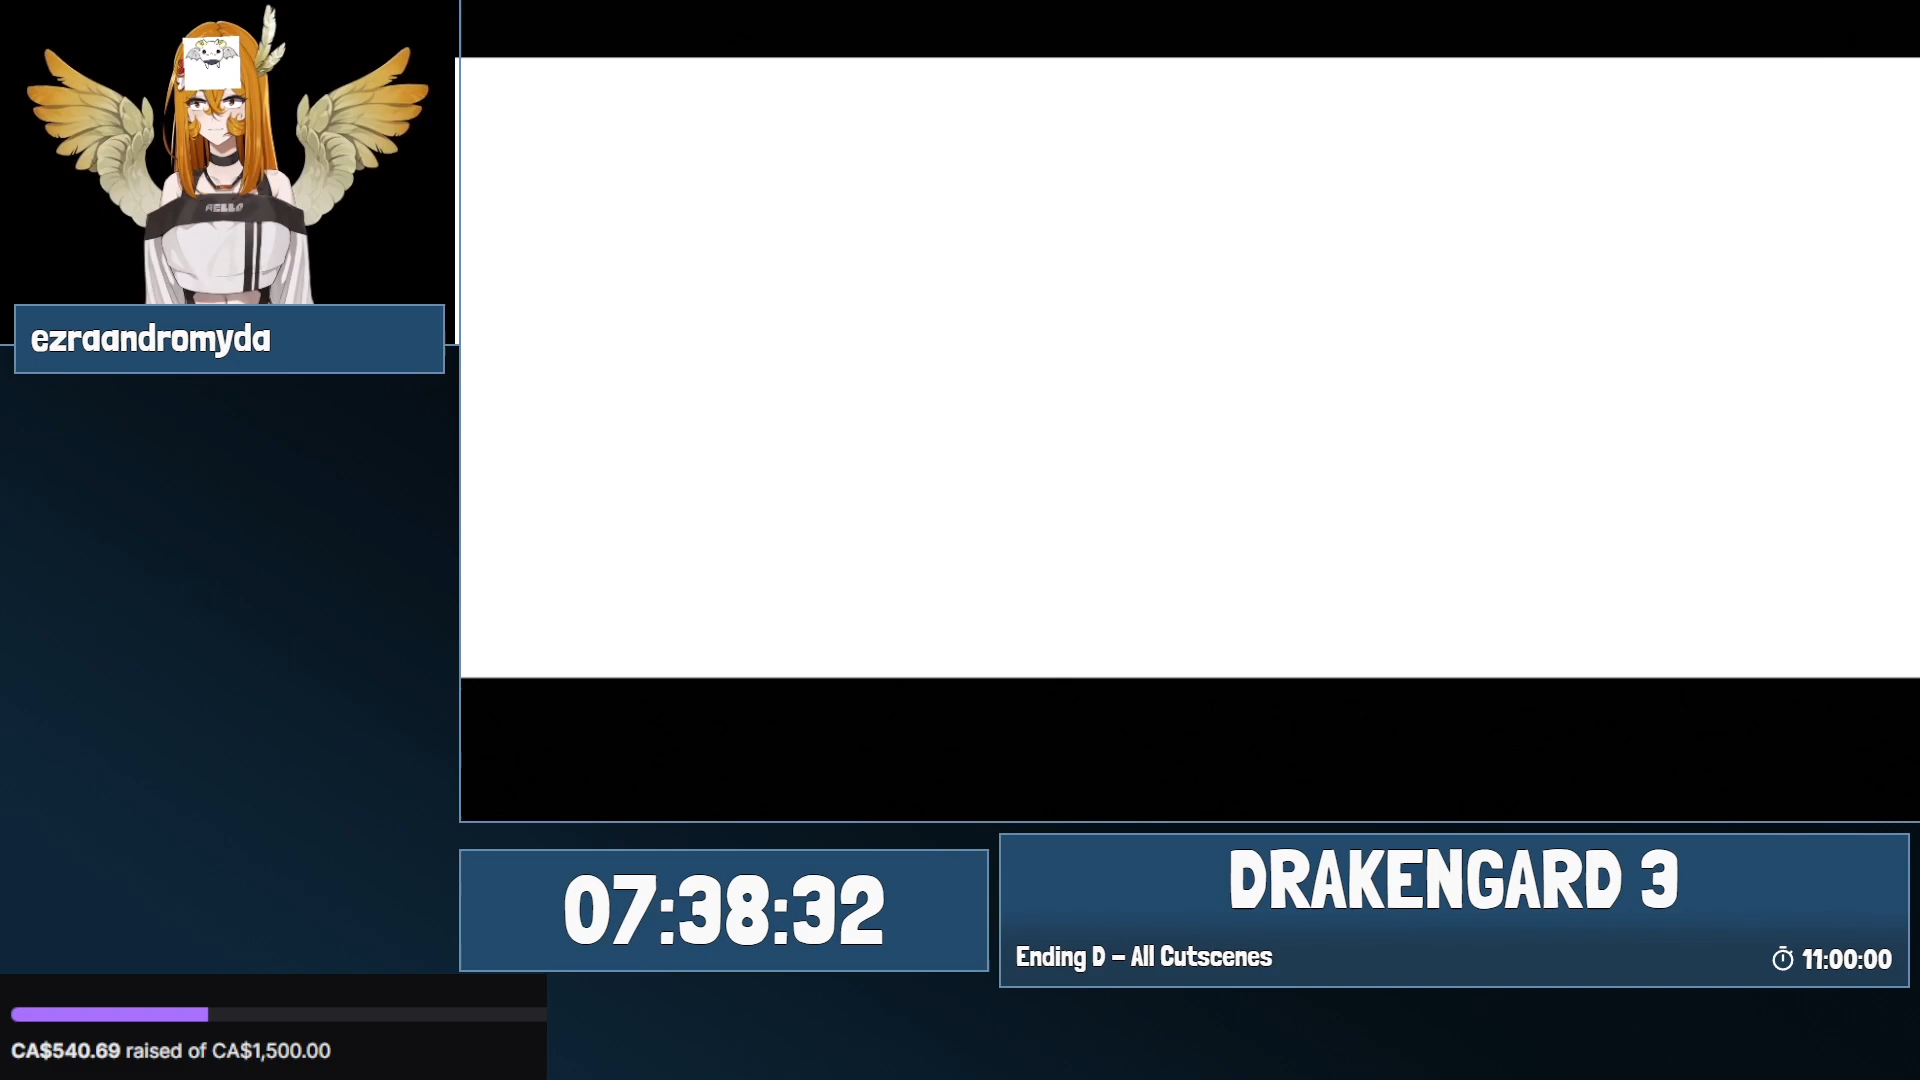 HELLO
ezraandromyda
07:38:32
DRAKENGARD 3
Ending D – All Cutscenes
11:00:00
CA$540.69 raised of CA$1,500.00